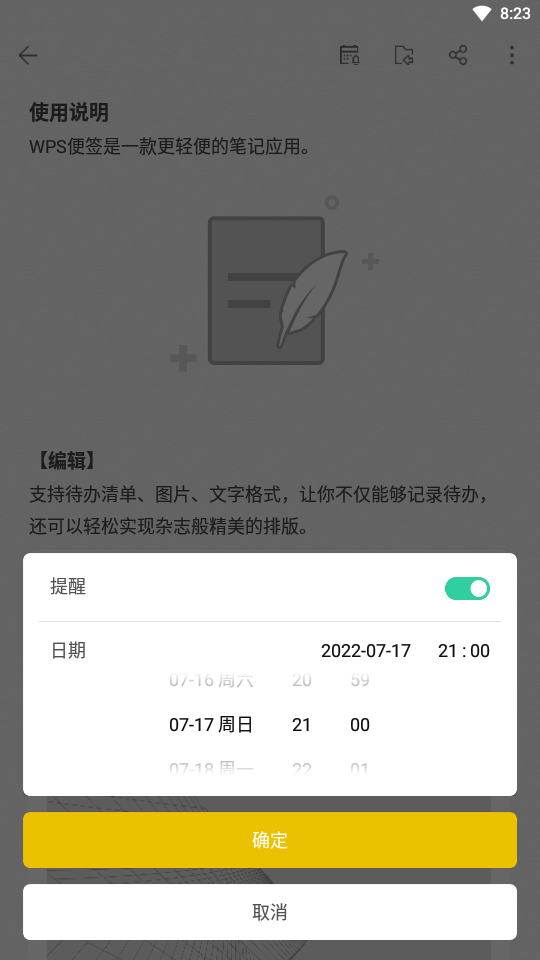 8:23
使用说明
WPS便签是一款更轻便的笔记应用。
【编辑】
支持待办清单、图片、文字格式，让你不仅能够记录待办，
还可以轻松实现杂志般精美的排版。
提醒
日期 2022-07-17 21 : 00
07-16 周六 20 59
07-17 周日 21 00
07-18 周一 22 01
确定
取消